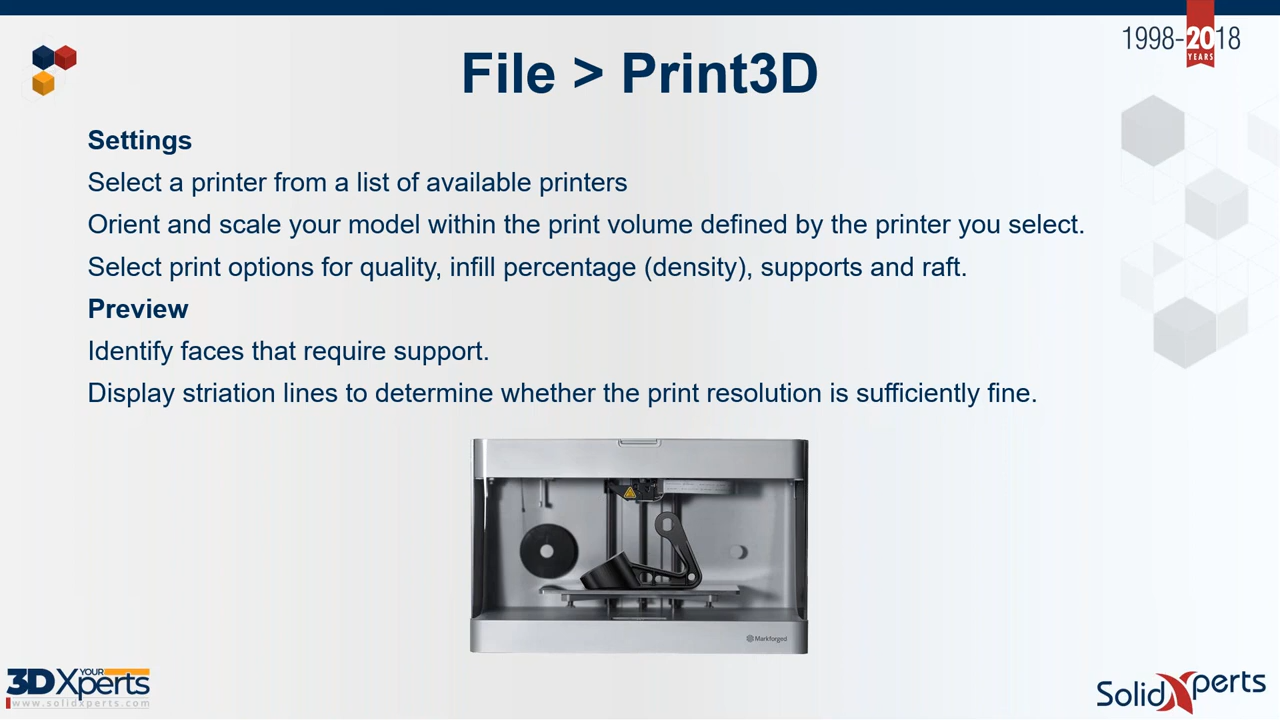 1998-2018
YEARS
File > Print3D
Settings
Select a printer from a list of available printers
Orient and scale your model within the print volume defined by the printer you select.
Select print options for quality, infill percentage (density), supports and raft.
Preview
Identify faces that require support.
Display striation lines to determine whether the print resolution is sufficiently fine.
Markforged
YOUR
3DXperts
www.solidxperts.com
SolidXperts